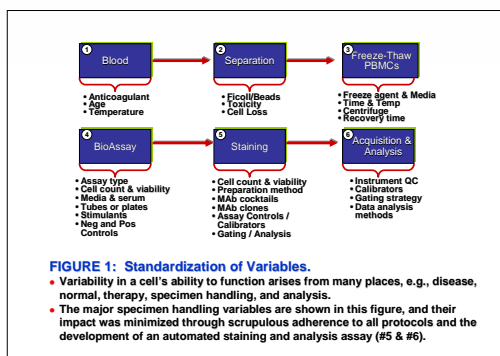 1
Blood
• Anticoagulant
• Age
• Temperature
2
Separation
• Ficoll/Beads
• Toxicity
• Cell Loss
3
Freeze-Thaw
PBMCs
• Freeze agent & Media
• Time & Temp
• Centrifuge
• Recovery time
4
BioAssay
• Assay type
• Cell count & viability
• Media & serum
• Tubes or plates
• Stimulants
• Neg and Pos
Controls
5
Staining
• Cell count & viability
• Preparation method
• MAb cocktails
• MAb clones
• Assay Controls /
Calibrators
• Gating / Analysis
6
Acquisition &
Analysis
• Instrument QC
• Calibrators
• Gating strategy
• Data analysis
methods
FIGURE 1: Standardization of Variables.
• Variability in a cell's ability to function arises from many places, e.g., disease,
normal, therapy, specimen handling, and analysis.
• The major specimen handling variables are shown in this figure, and their
impact was minimized through scrupulous adherence to all protocols and the
development of an automated staining and analysis assay (#5 & #6).